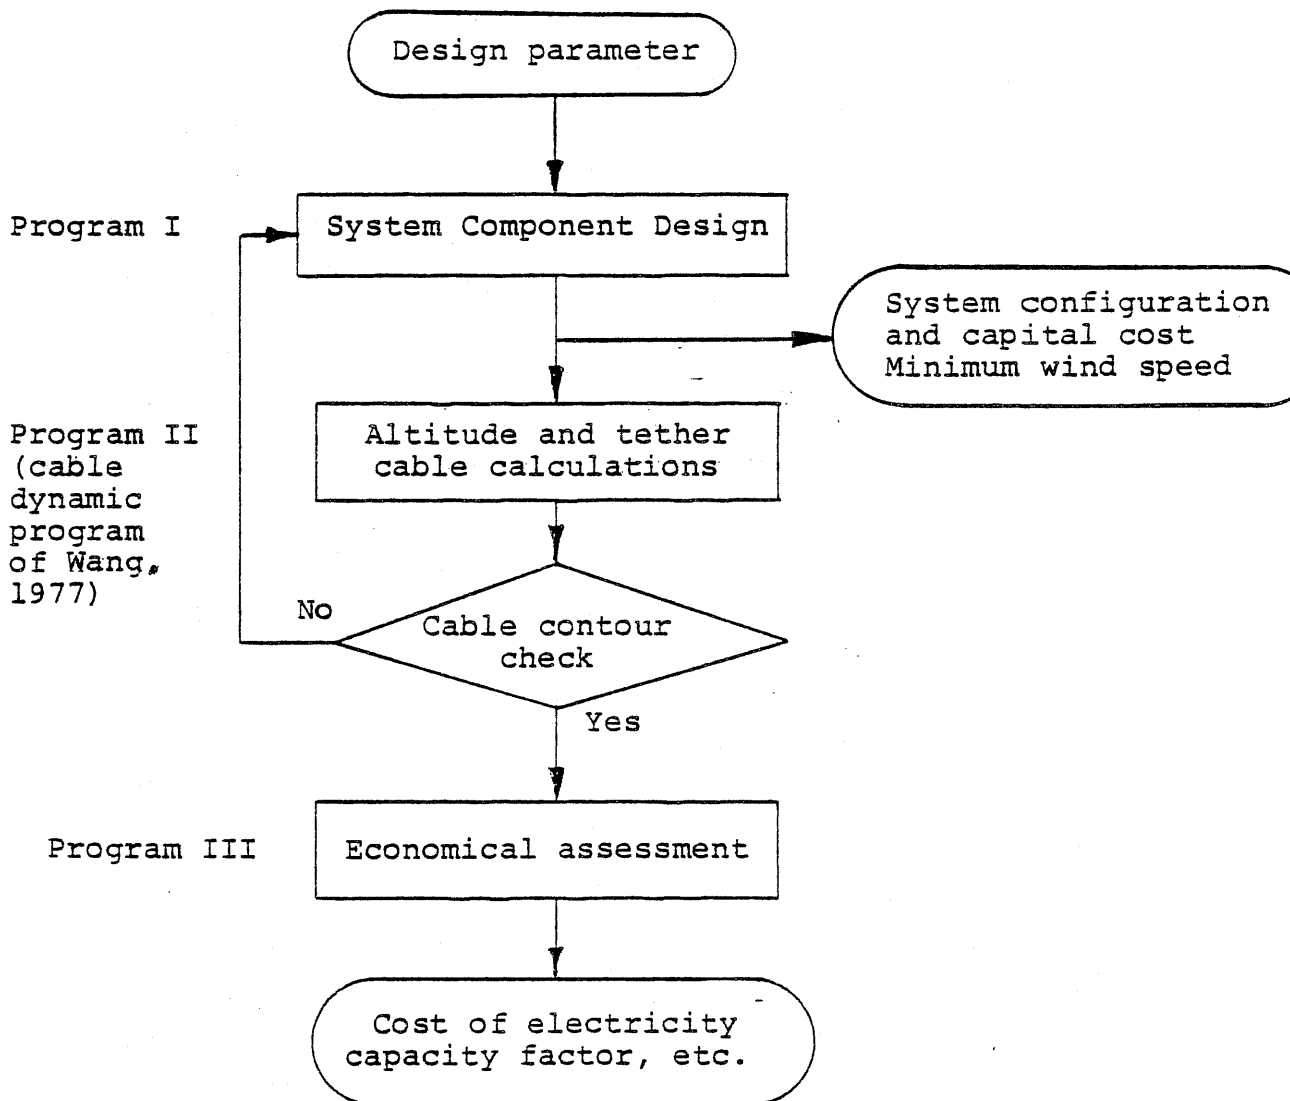 Design parameter
Program I
System Component Design
System configuration
and capital cost
Minimum wind speed
Program II
(cable
dynamic
program
of Wang,
1977)
Altitude and tether
cable calculations
No
Cable contour
check
Yes
Program III
Economical assessment
Cost of electricity
capacity factor, etc.